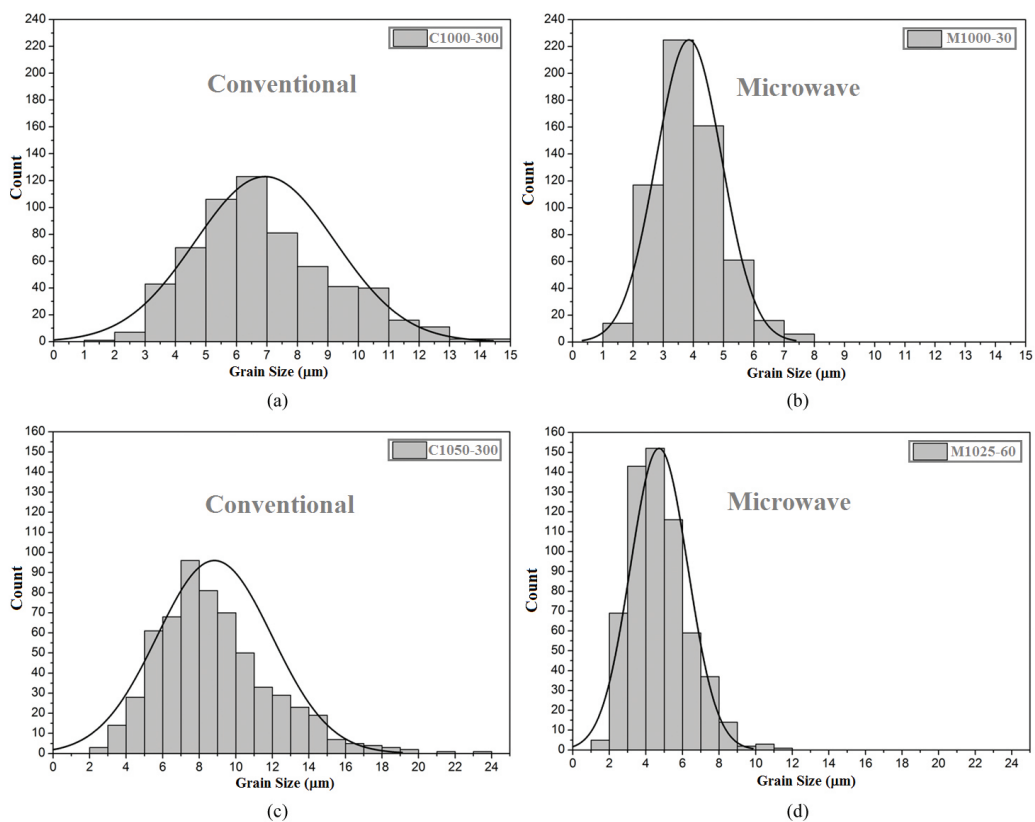 240
220
200
180
160
140
120
100
80
60
40
20
0
Count
C1000-300
Conventional
0 1 2 3 4 5 6 7 8 9 10 11 12 13 14 15
Grain Size (μm)
(a)
240
220
200
180
160
140
120
100
80
60
40
20
0
Count
M1000-30
Microwave
0 1 2 3 4 5 6 7 8 9 10 11 12 13 14 15
Grain Size (μm)
(b)
160
150
140
130
120
110
100
90
80
70
60
50
40
30
20
10
0
Count
C1050-300
Conventional
0 2 4 6 8 10 12 14 16 18 20 22 24
Grain Size (μm)
(c)
160
150
140
130
120
110
100
90
80
70
60
50
40
30
20
10
0
Count
M1025-60
Microwave
0 2 4 6 8 10 12 14 16 18 20 22 24
Grain Size (μm)
(d)